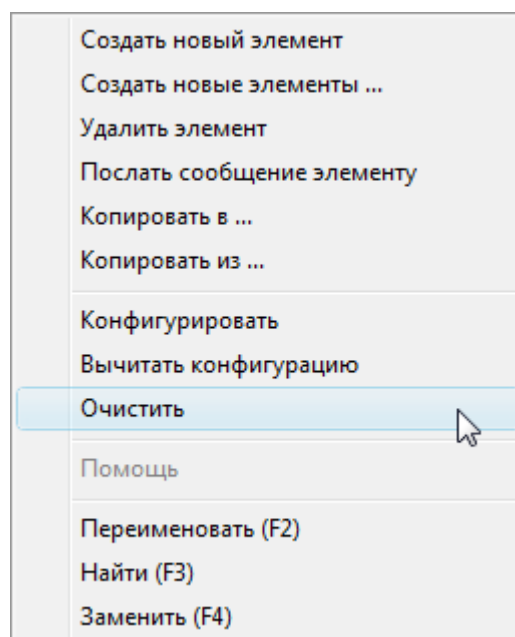 Создать новый элемент
Создать новые элементы ...
Удалить элемент
Послать сообщение элементу
Копировать в ...
Копировать из ...
Конфигурировать
Вычитать конфигурацию
Очистить
Помощь
Переименовать (F2)
Найти (F3)
Заменить (F4)